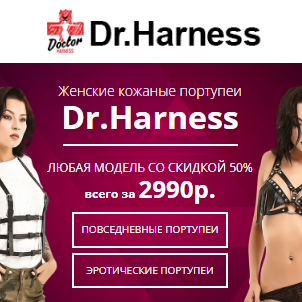 Doctor
HARNESS
Dr.Harness
Женские кожаные портупеи
Dr.Harness
ЛЮБАЯ МОДЕЛЬ СО СКИДКОЙ 50%
всего за 2990р.
ПОВСЕДНЕВНЫЕ ПОРТУПЕИ
ЭРОТИЧЕСКИЕ ПОРТУПЕИ